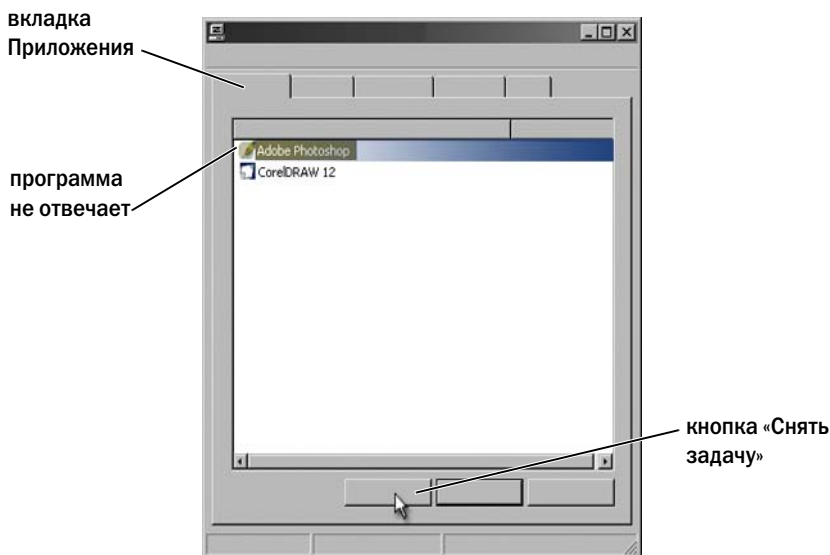 вкладка
Приложения
Adobe Photoshop
CorelDRAW 12
программа
не отвечает
кнопка «Снять
задачу»